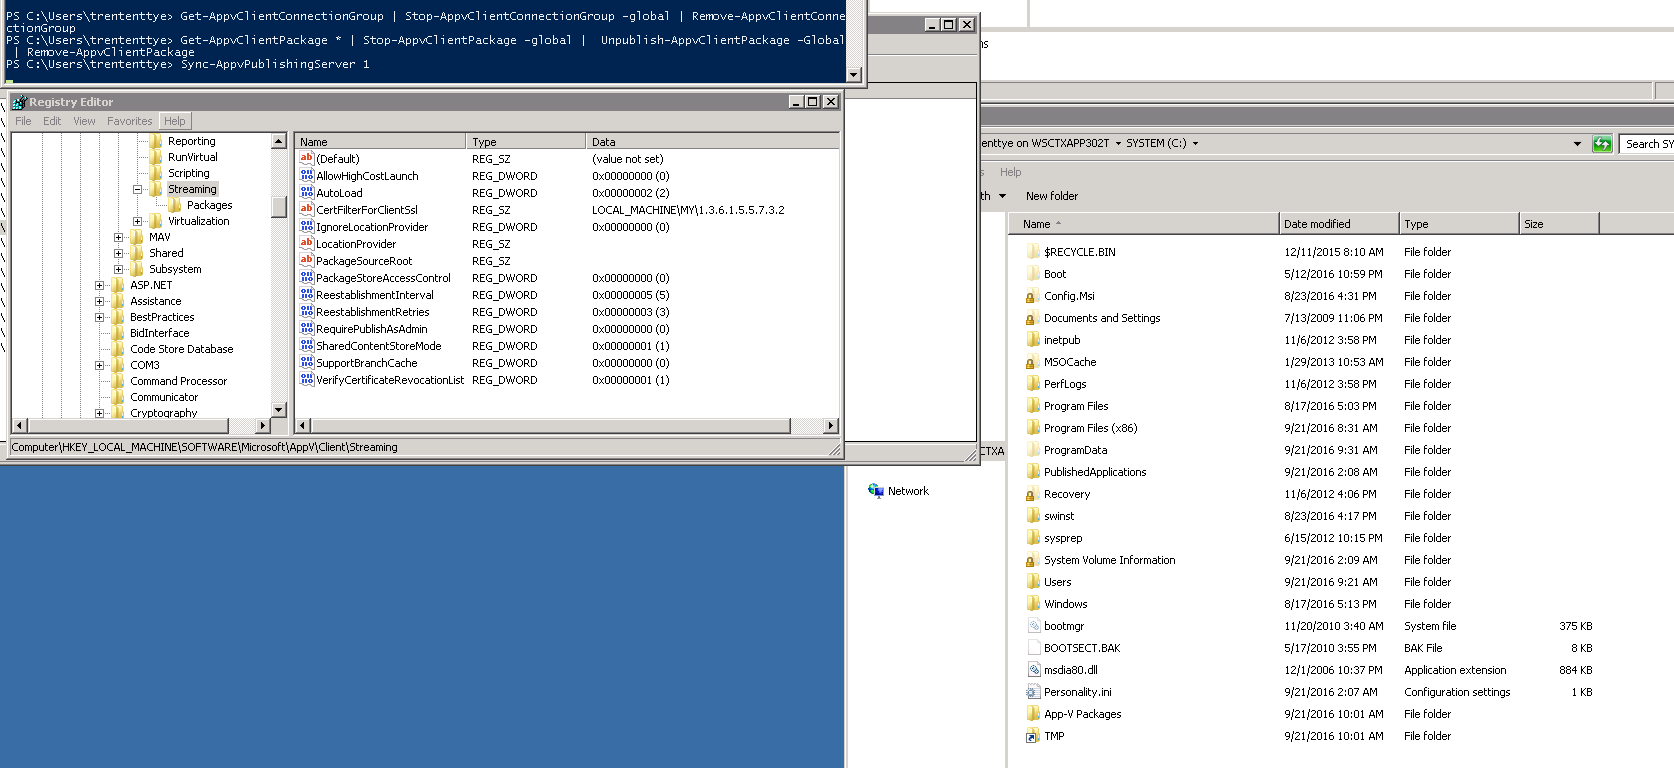 PS C:\Users\trententtye> Get-AppvClientConnectionGroup | Stop-AppvClientConnectionGroup -global | Remove-AppvClientConne
ctionGroup
PS C:\Users\trententtye> Get-AppvClientPackage * | Stop-AppvClientPackage -global |  Unpublish-AppvClientPackage -Global
| Remove-AppvClientPackage
PS C:\Users\trententtye> Sync-AppvPublishingServer 1
Registry Editor
File Edit View Favorites Help
Reporting
RunVirtual
Scripting
Streaming
Packages
Virtualization
MAV
Shared
Subsystem
ASP.NET
Assistance
BestPractices
BidInterface
Code Store Database
COM3
Command Processor
Communicator
Cryptography
Name Type Data
(Default) REG_SZ (value not set)
AllowHighCostLaunch REG_DWORD 0x00000000 (0)
AutoLoad REG_DWORD 0x00000002 (2)
CertFilterForClientSsl REG_SZ LOCAL_MACHINE\MY\1.3.6.1.5.5.7.3.2
IgnoreLocationProvider REG_DWORD 0x00000000 (0)
LocationProvider REG_SZ
PackageSourceRoot REG_SZ
PackageStoreAccessControl REG_DWORD 0x00000000 (0)
ReestablishmentInterval REG_DWORD 0x00000005 (5)
ReestablishmentRetries REG_DWORD 0x00000003 (3)
RequirePublishAsAdmin REG_DWORD 0x00000000 (0)
SharedContentStoreMode REG_DWORD 0x00000001 (1)
SupportBranchCache REG_DWORD 0x00000000 (0)
VerifyCertificateRevocationList REG_DWORD 0x00000001 (1)
Computer\HKEY_LOCAL_MACHINE\SOFTWARE\Microsoft\AppV\Client\Streaming
ns
enttye on WSCTXAPP302T SYSTEM (C:) Search SY
s Help
th New folder
CTXA
Network
Name Date modified Type Size
$RECYCLE.BIN 12/11/2015 8:10 AM File folder
Boot 5/12/2016 10:59 PM File folder
Config.Msi 8/23/2016 4:31 PM File folder
Documents and Settings 7/13/2009 11:06 PM File folder
inetpub 11/6/2012 3:58 PM File folder
MSOCache 1/29/2013 10:53 AM File folder
PerfLogs 11/6/2012 3:58 PM File folder
Program Files 8/17/2016 5:03 PM File folder
Program Files (x86) 9/21/2016 8:31 AM File folder
ProgramData 9/21/2016 9:31 AM File folder
PublishedApplications 9/21/2016 2:08 AM File folder
Recovery 11/6/2012 4:06 PM File folder
swinst 8/23/2016 4:17 PM File folder
sysprep 6/15/2012 10:15 PM File folder
System Volume Information 9/21/2016 2:09 AM File folder
Users 9/21/2016 9:21 AM File folder
Windows 8/17/2016 5:13 PM File folder
bootmgr 11/20/2010 3:40 AM System file 375 KB
BOOTSECT.BAK 5/17/2010 3:55 PM BAK File 8 KB
msdia80.dll 12/1/2006 10:37 PM Application extension 884 KB
Personality.ini 9/21/2016 2:07 AM Configuration settings 1 KB
App-V Packages 9/21/2016 10:01 AM File folder
TMP 9/21/2016 10:01 AM File folder